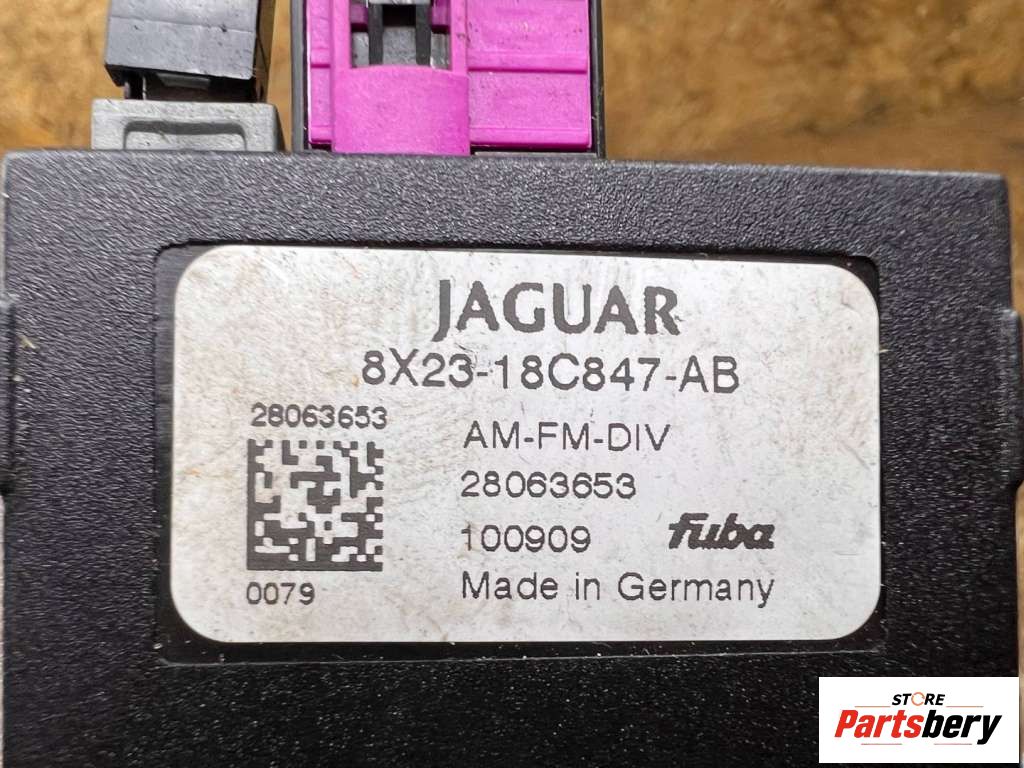 JAGUAR
8X23-18C847-AB
28063653
AM-FM-DIV
28063653
100909 fuba
0079
Made in Germany
STORE
Partsbery